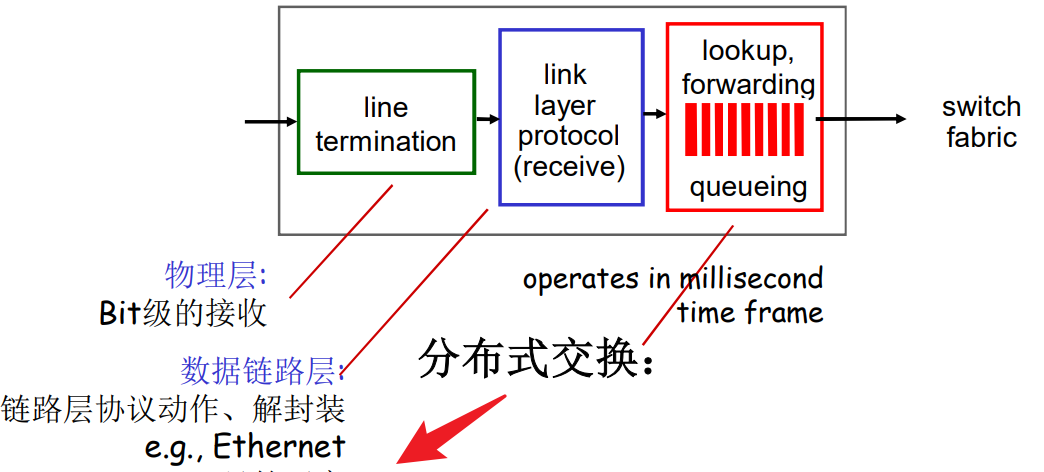 line
termination
link
layer
protocol
(receive)
lookup,
forwarding
queueing
switch
fabric
物理层:
Bit级的接收
operates in millisecond
time frame
分布式交换：
数据链路层:
链路层协议动作、解封装
e.g., Ethernet